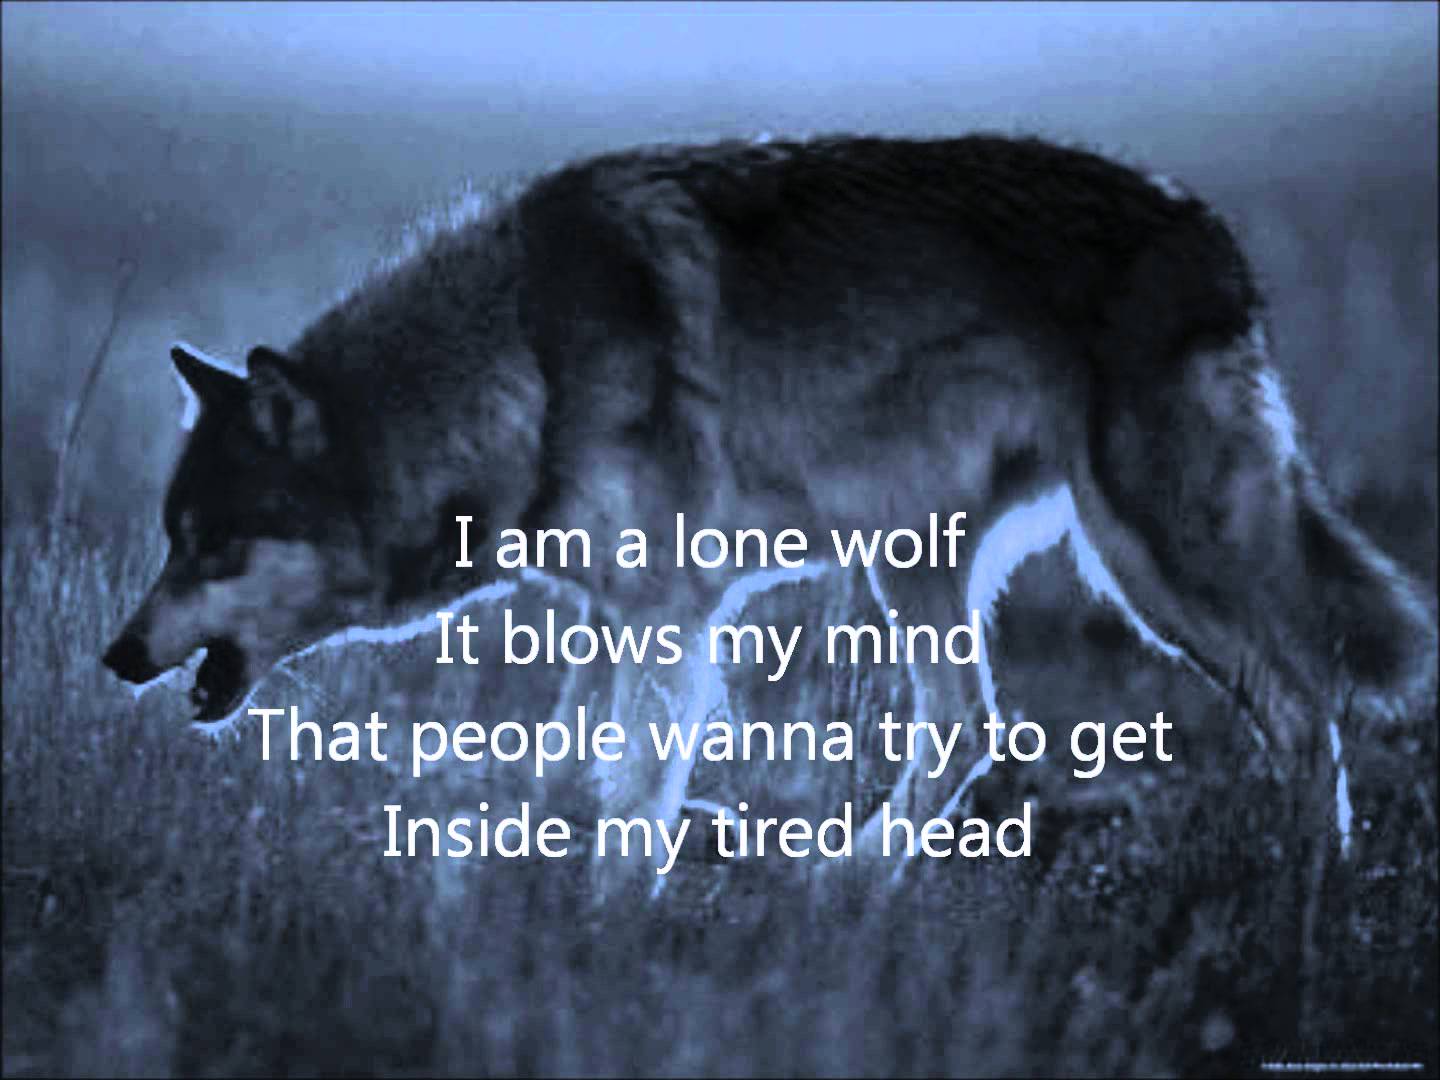 I am a lone wolf
It blows my mind
That people wanna try to get
Inside my tired head